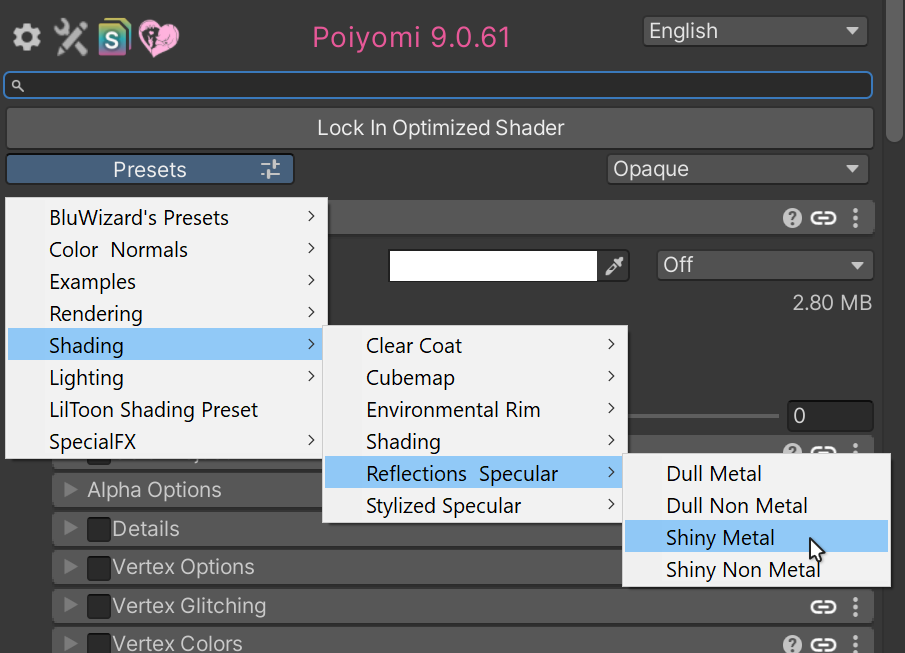 Poiyomi 9.0.61
English
Lock In Optimized Shader
Presets
Opaque
BluWizard's Presets
Color  Normals
Examples
Rendering
Shading
Lighting
LilToon Shading Preset
SpecialFX
Off
2.80 MB
0
Clear Coat
Cubemap
Environmental Rim
Shading
Reflections  Specular
Stylized Specular
Dull Metal
Dull Non Metal
Shiny Metal
Shiny Non Metal
Alpha Options
Details
Vertex Options
Vertex Glitching
Vertex Colors